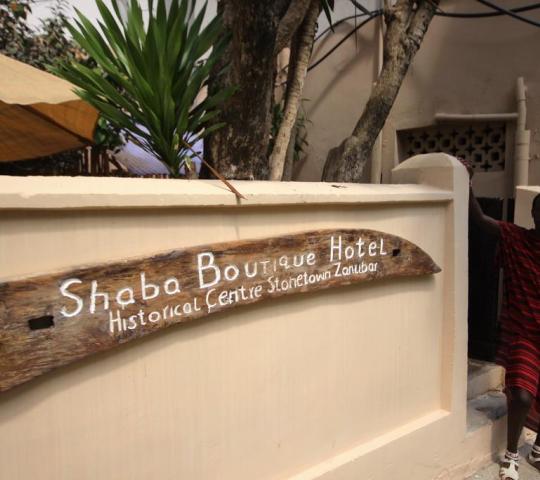 Shaba Boutique Hotel
Historical Centre Stonetown Zanzibar